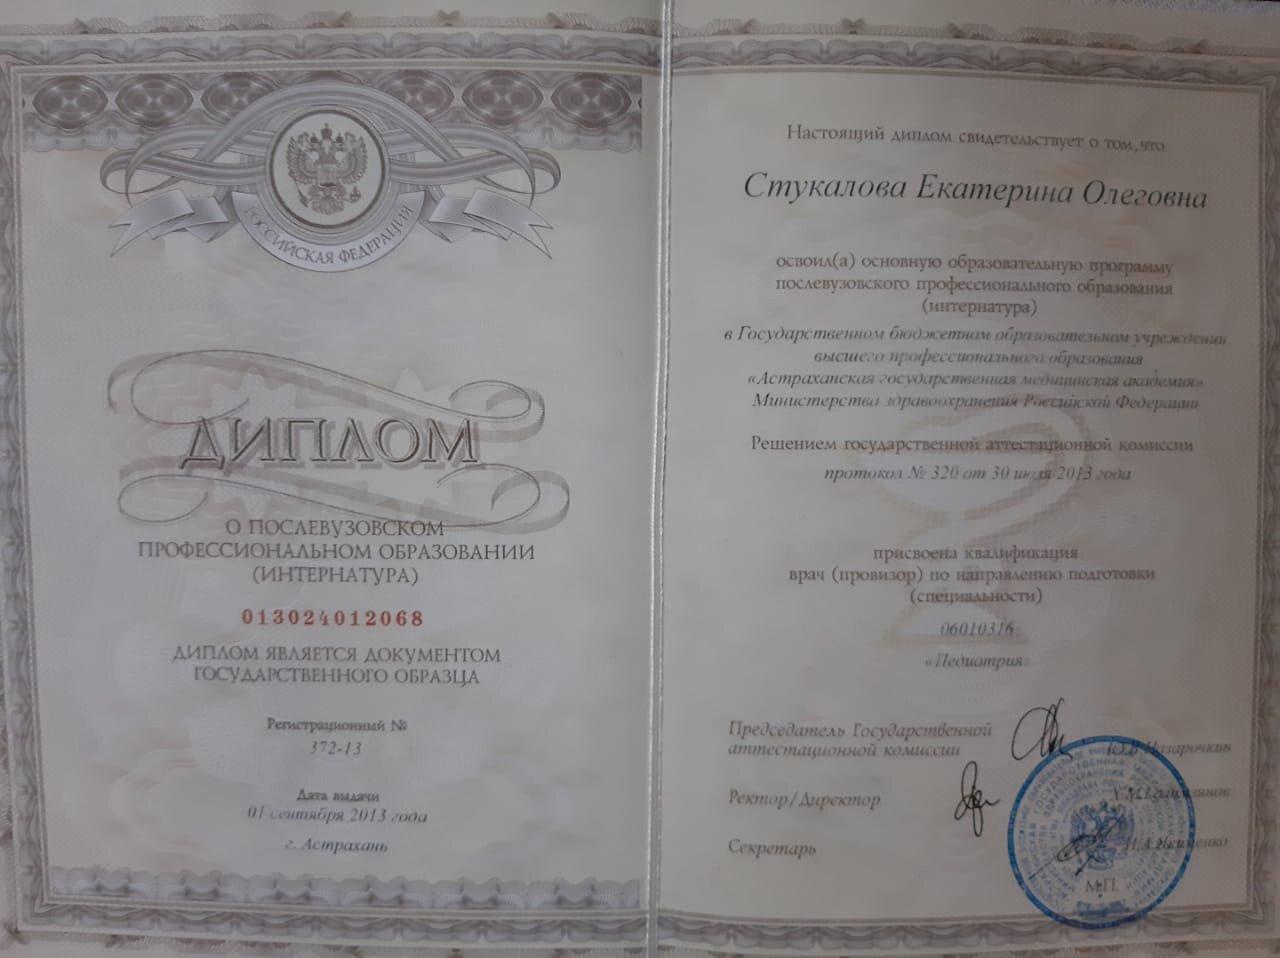 РОССИЙСКАЯ ФЕДЕРАЦИЯ
ДИПЛОМ
О ПОСЛЕВУЗОВСКОМ
ПРОФЕССИОНАЛЬНОМ ОБРАЗОВАНИИ
(ИНТЕРНАТУРА)
013024012068
ДИПЛОМ ЯВЛЯЕТСЯ ДОКУМЕНТОМ
ГОСУДАРСТВЕННОГО ОБРАЗЦА
Регистрационный №
372-13
Дата выдачи
01 сентября 2013 года
г. Астрахань
Настоящий диплом свидетельствует о том, что
Стукалова Екатерина Олеговна
освоил(а) основную образовательную программу
послевузовского профессионального образования
(интернатура)
в Государственном бюджетном образовательном учреждении
высшего профессионального образования
«Астраханская государственная медицинская академия»
Министерства здравоохранения Российской Федерации
Решением государственной аттестационной комиссии
протокол № 320 от 30 июля 2013 года
присвоена квалификация
врач (провизор) по направлению подготовки
(специальности)
06010316
«Педиатрия»
Председатель Государственной
аттестационной комиссии
Ю.В. Назарочкин
Ректор/Директор
Х.М. Галимзянов
Секретарь
М.П.